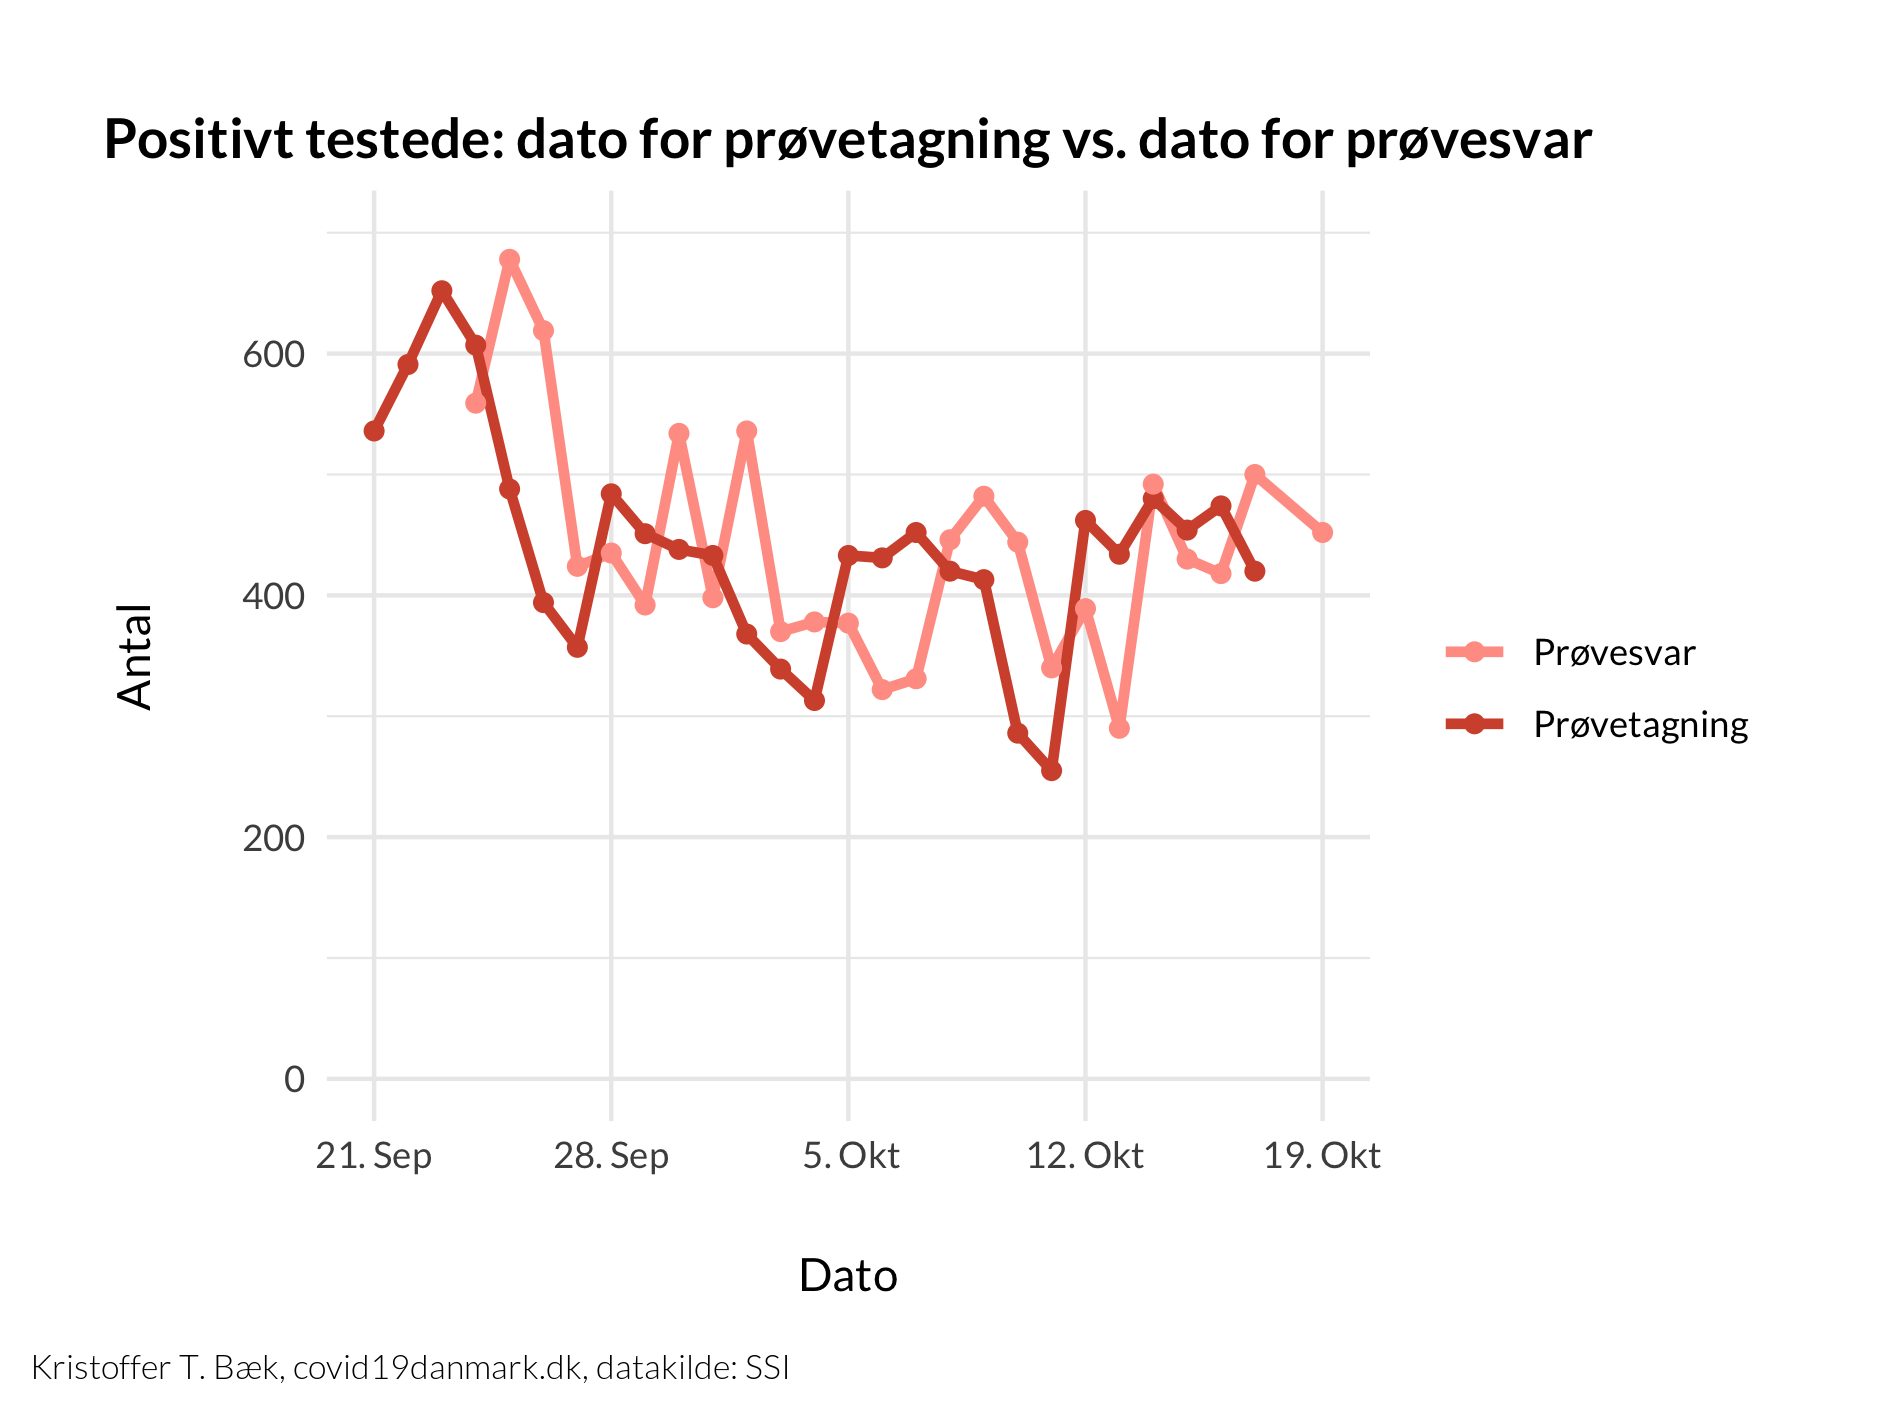 Positivt testede: dato for prøvetagning vs. dato for prøvesvar
Antal
600
400
200
0
21. Sep
28. Sep
5. Okt
12. Okt
19. Okt
Dato
Prøvesvar
Prøvetagning
Kristoffer T. Bæk, covid19danmark.dk, datakilde: SSI